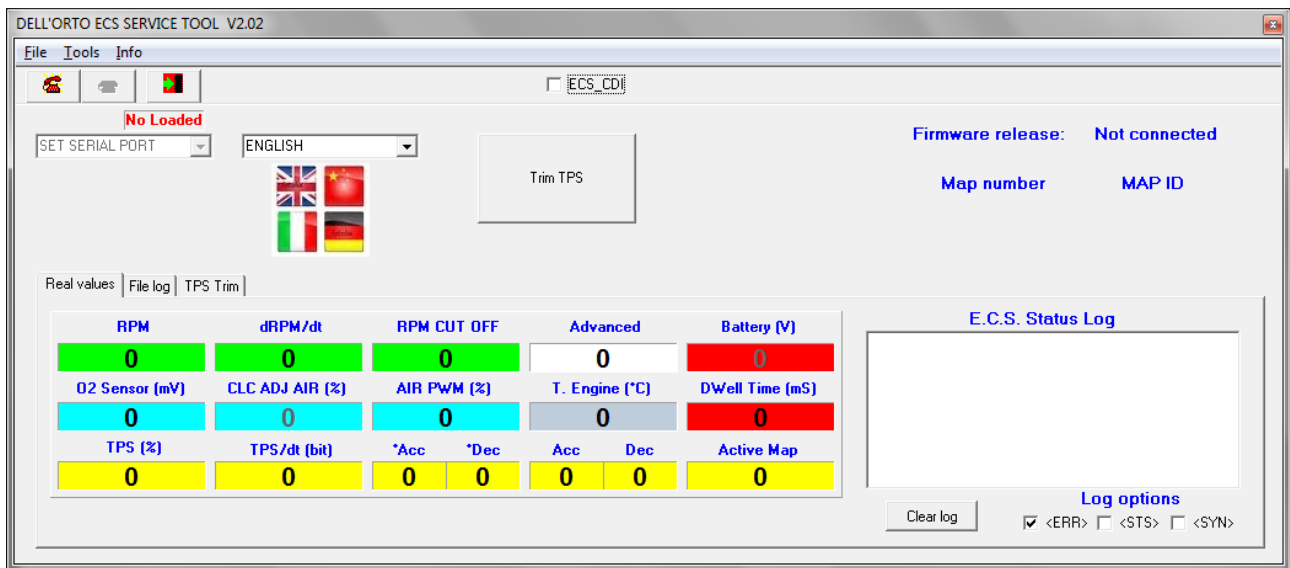 DELL'ORTO ECS SERVICE TOOL V2.02
File Tools Info
ECS_CDI
No Loaded
SET SERIAL PORT
ENGLISH
Trim TPS
Firmware release: Not connected
Map number MAP ID
Real values File log TPS Trim
RPM dRPM/dt RPM CUT OFF Advanced Battery (V)
0 0 0 0 0
O2 Sensor (mV) CLC ADJ AIR (%) AIR PWM (%) T. Engine (°C) DWell Time (mS)
0 0 0 0 0
TPS (%) TPS/dt (bit) °Acc °Dec Acc Dec Active Map
0 0 0 0 0 0 0
E.C.S. Status Log
Clear log
Log options
<ERR> <STS> <SYN>